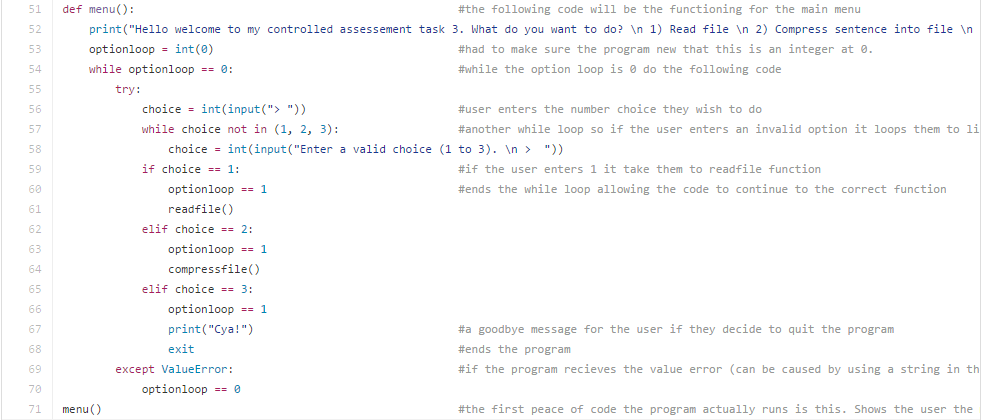 51 def menu(): #the following code will be the functioning for the main menu
52 print("Hello welcome to my controlled assessement task 3. What do you want to do? \n 1) Read file \n 2) Compress sentence into file \n
53 optionloop = int(0) #had to make sure the program new that this is an integer at 0.
54 while optionloop == 0: #while the option loop is 0 do the following code
55 try:
56 choice = int(input("> ")) #user enters the number choice they wish to do
57 while choice not in (1, 2, 3): #another while loop so if the user enters an invalid option it loops them to li
58 choice = int(input("Enter a valid choice (1 to 3). \n >  "))
59 if choice == 1: #if the user enters 1 it take them to readfile function
60 optionloop == 1 #ends the while loop allowing the code to continue to the correct function
61 readfile()
62 elif choice == 2:
63 optionloop == 1
64 compressfile()
65 elif choice == 3:
66 optionloop == 1
67 print("Cya!") #a goodbye message for the user if they decide to quit the program
68 exit #ends the program
69 except ValueError: #if the program recieves the value error (can be caused by using a string in th
70 optionloop == 0
71 menu() #the first peace of code the program actually runs is this. Shows the user the